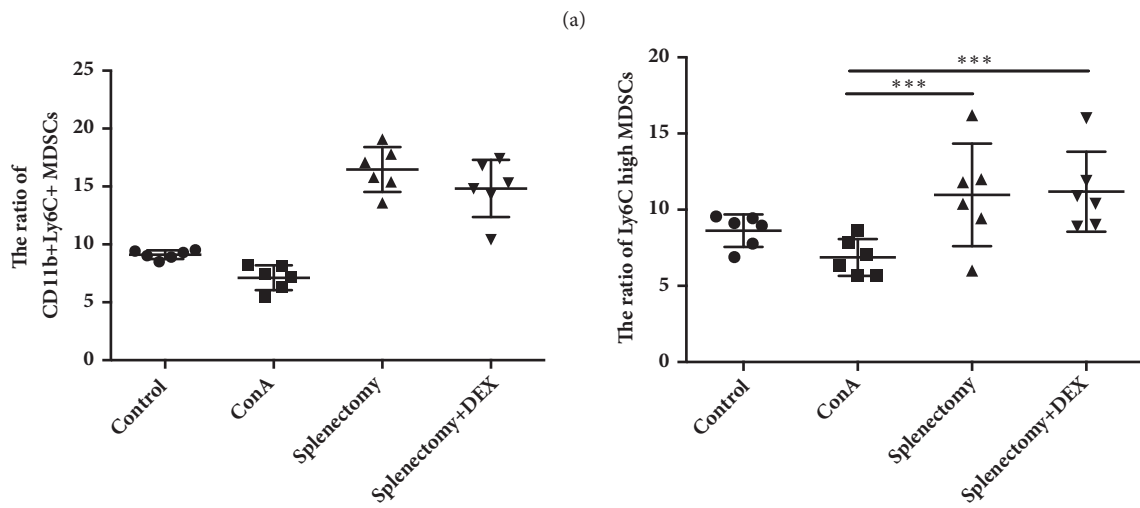 (a)
The ratio of
CD11b+Ly6C+ MDSCs
25
20
15
10
5
0
Control
ConA
Splenectomy
Splenectomy+DEX
The ratio of Ly6C high MDSCs
20
15
10
5
0
***
***
Control
ConA
Splenectomy
Splenectomy+DEX